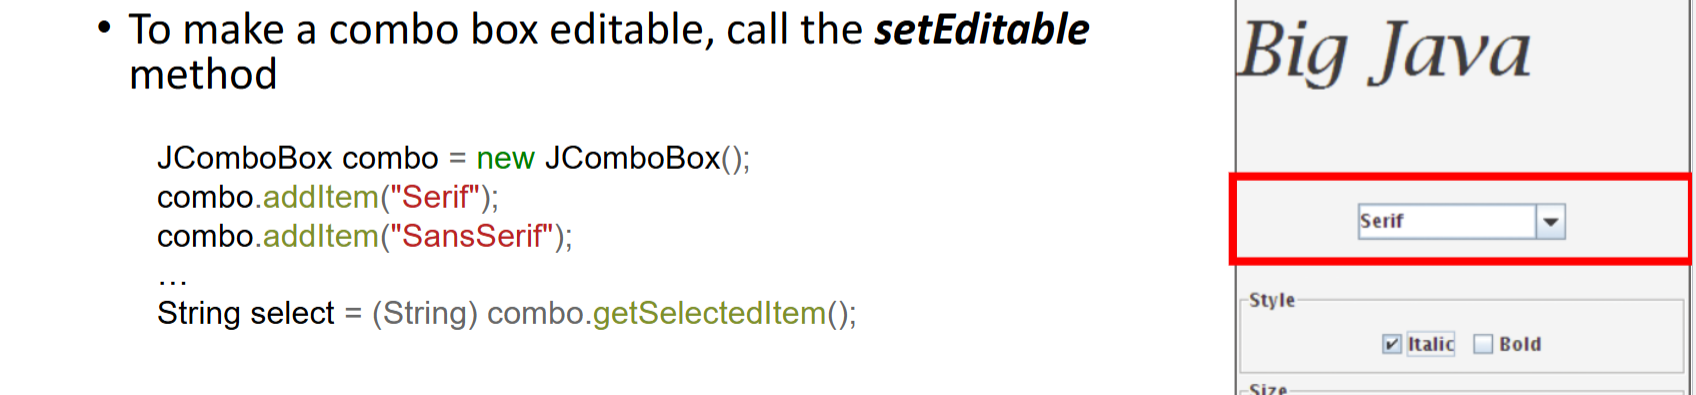 • To make a combo box editable, call the setEditable
method
JComboBox combo = new JComboBox();
combo.addItem("Serif");
combo.addItem("SansSerif");
...
String select = (String) combo.getSelectedItem();
Big Java
Serif
Style
Italic Bold
Size